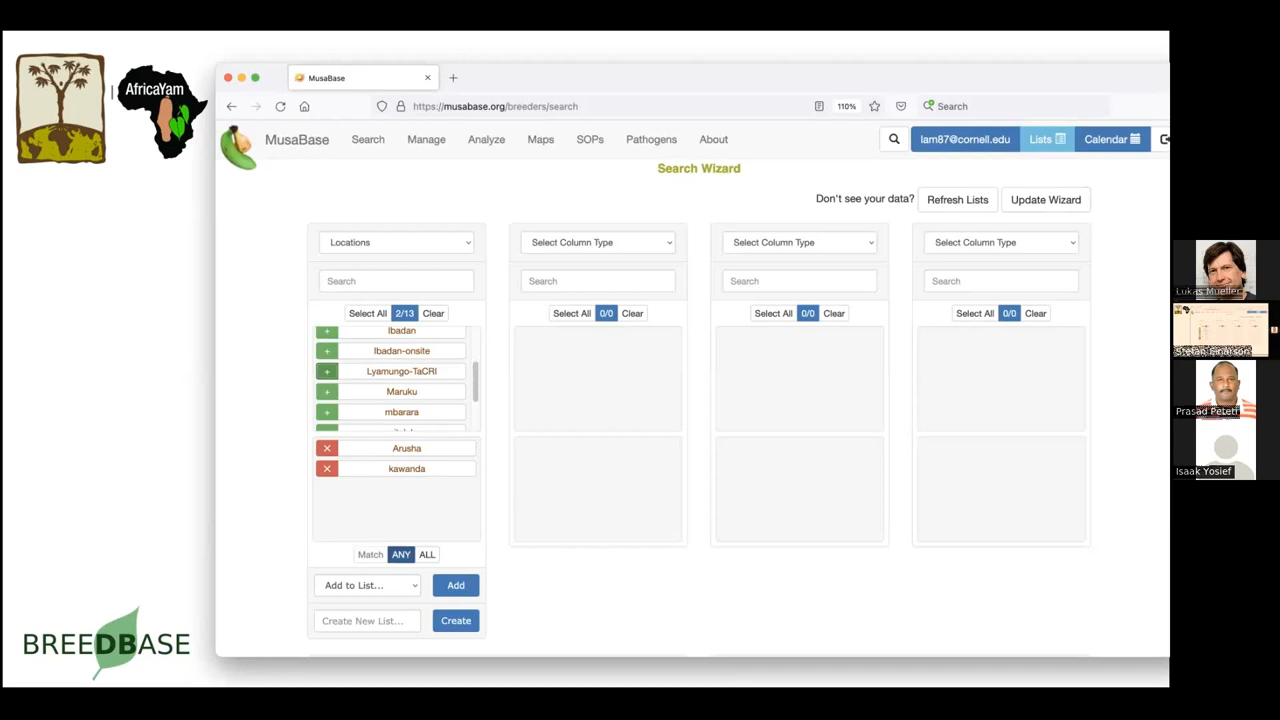 AfricaYam
MusaBase
https://musabase.org/breeders/search
110%
Search
MusaBase
Search
Manage
Analyze
Maps
SOPs
Pathogens
About
lam87@cornell.edu
Lists
Calendar
Search Wizard
Don't see your data?
Refresh Lists
Update Wizard
Locations
Select Column Type
Select Column Type
Select Column Type
Search
Search
Search
Search
Select All 2/13 Clear
Select All 0/0 Clear
Select All 0/0 Clear
Select All 0/0 Clear
+ Ibadan
+ Ibadan-onsite
+ Lyamungo-TaCRI
+ Maruku
+ mbarara
× Arusha
× kawanda
Match ANY ALL
Add to List...
Add
Create New List...
Create
BREEDBASE
Lukas Mueller
Stefan Einarson
Prasad Peteti
Isaak Yosief